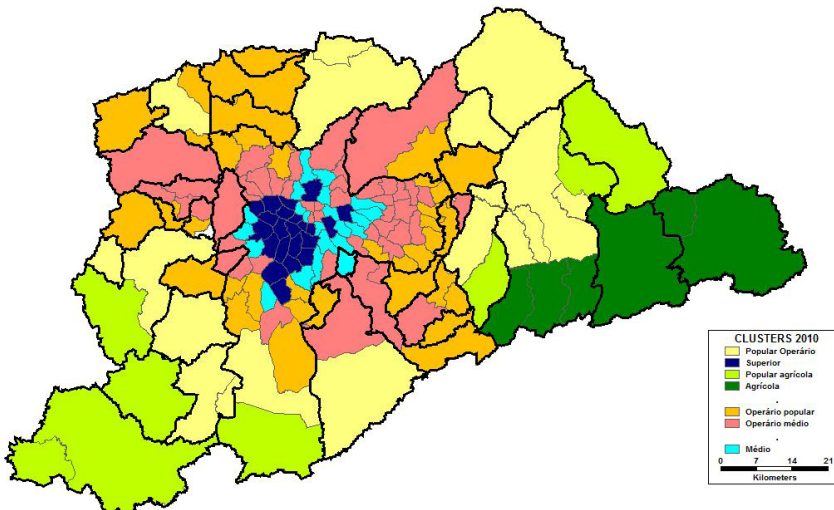 CLUSTERS 2010
Popular Operário
Superior
Popular agrícola
Agrícola
.
Operário popular
Operário médio
.
Médio
0 7 14 21
Kilometers